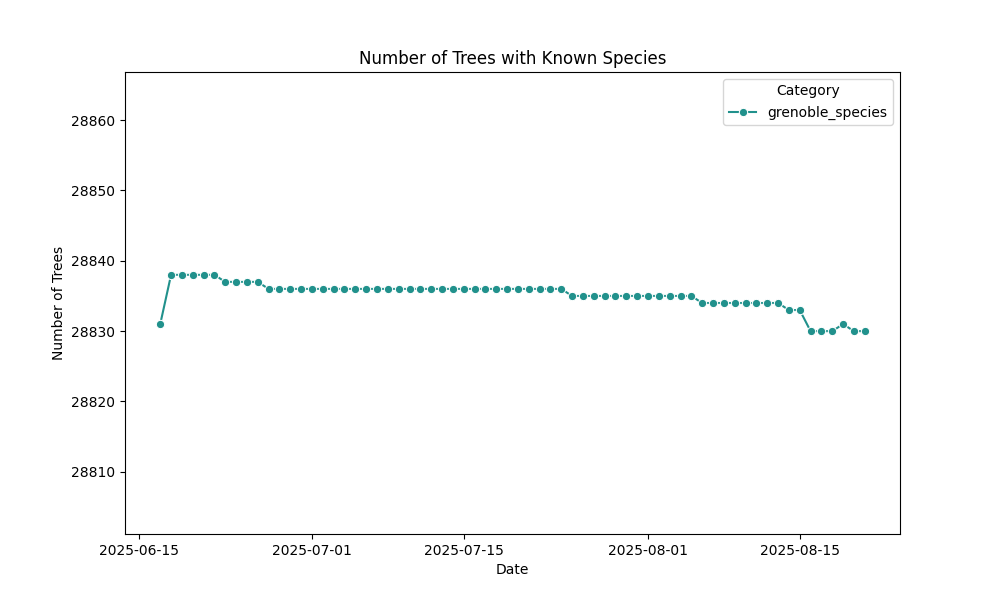 Number of Trees with Known Species
Category
grenoble_species
28860
28850
28840
28830
28820
28810
Number of Trees
2025-06-15
2025-07-01
2025-07-15
2025-08-01
2025-08-15
Date